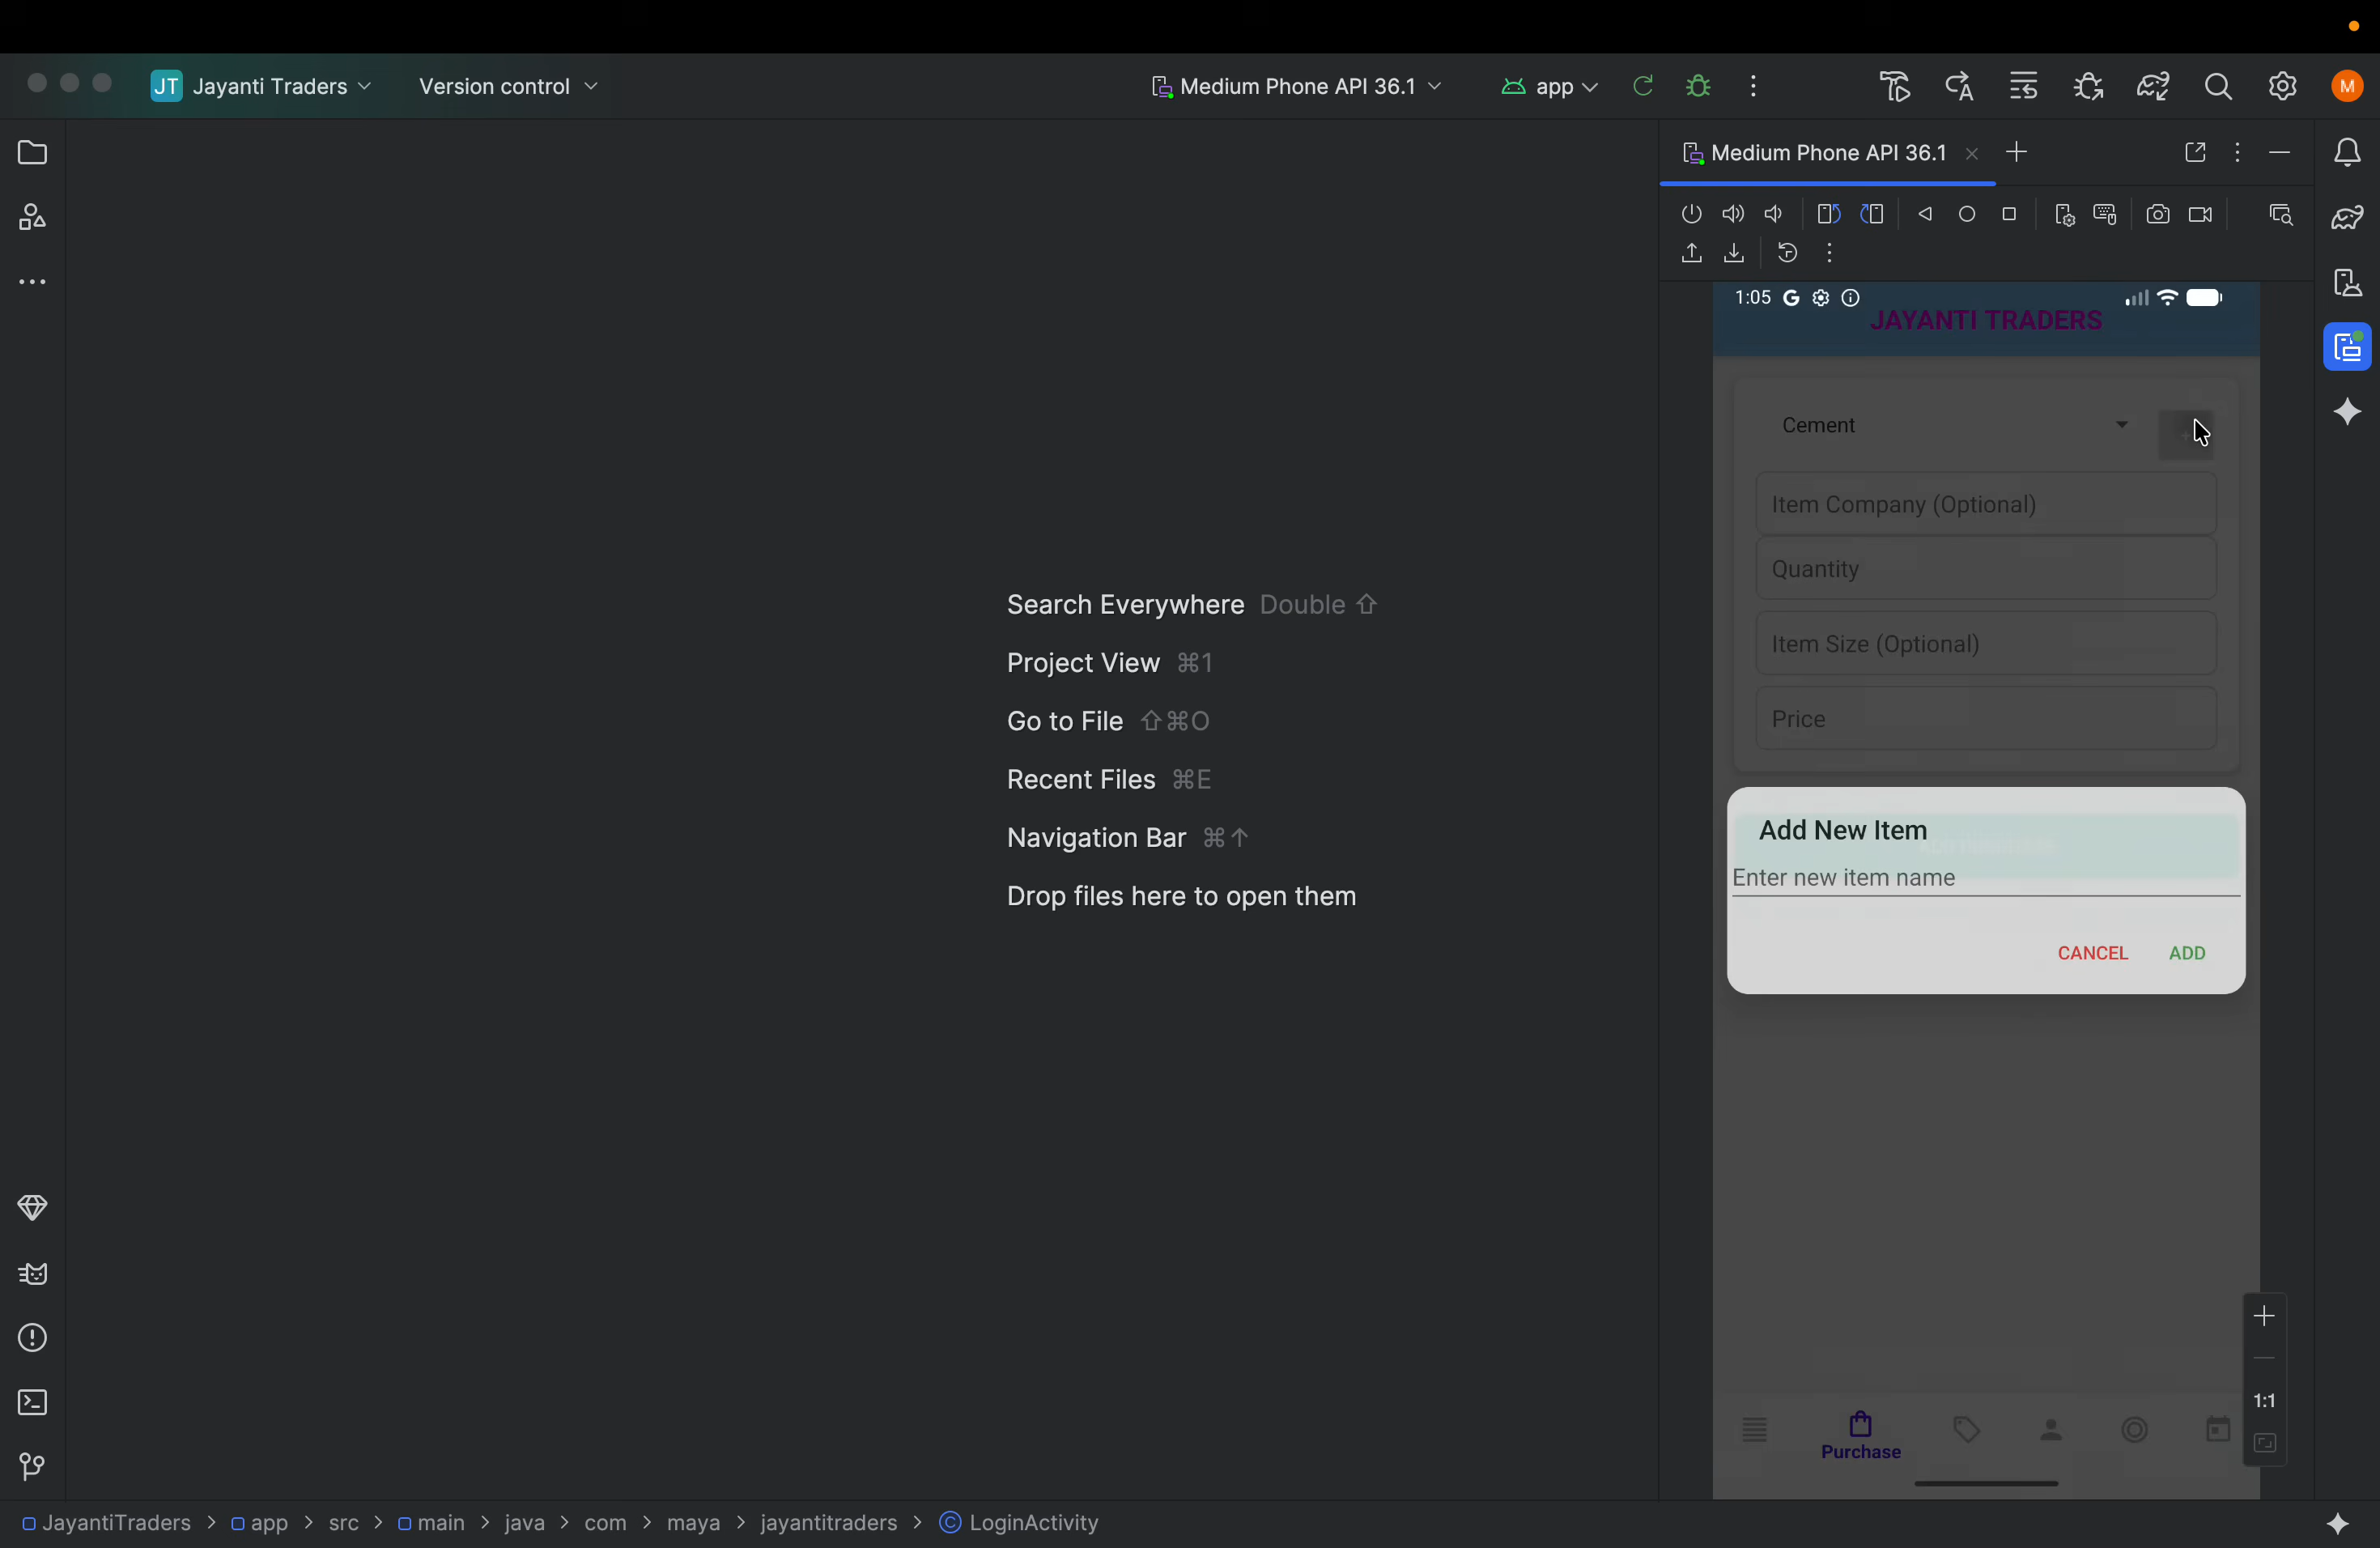 JT Jayanti Traders Version control Medium Phone API 36.1 app M
Medium Phone API 36.1
1:05
JAYANTI TRADERS
Cement
Item Company (Optional)
Quantity
Item Size (Optional)
Price
Add New Item
Enter new item name
CANCEL ADD
Purchase
1:1
Search Everywhere Double ⇧
Project View ⌘1
Go to File ⇧⌘O
Recent Files ⌘E
Navigation Bar ⌘↑
Drop files here to open them
JayantiTraders > app > src > main > java > com > maya > jayantitraders > LoginActivity